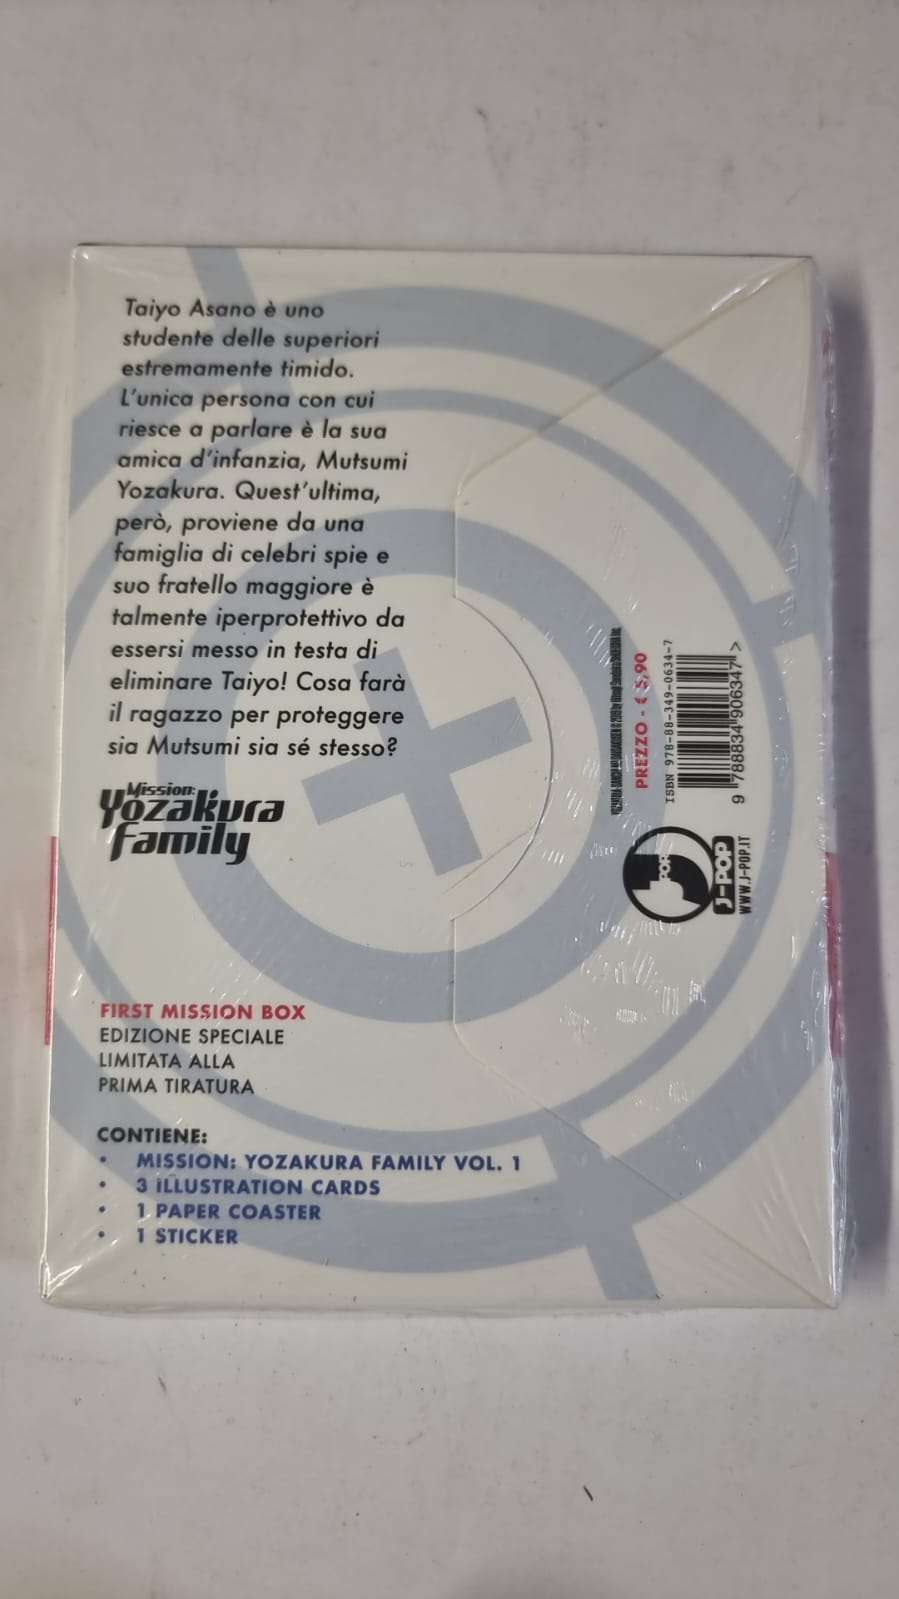 Taiyo Asano è uno
studente delle superiori
estremamente timido.
L'unica persona con cui
riesce a parlare è la sua
amica d'infanzia, Mutsumi
Yozakura. Quest'ultima,
però, proviene da una
famiglia di celebri spie e
suo fratello maggiore è
talmente iperprotettivo da
essersi messo in testa di
eliminare Taiyo! Cosa farà
il ragazzo per proteggere
sia Mutsumi sia sé stesso?
Mission:
Yozakura
family
FIRST MISSION BOX
EDIZIONE SPECIALE
LIMITATA ALLA
PRIMA TIRATURA
CONTIENE:
• MISSION: YOZAKURA FAMILY VOL. 1
• 3 ILLUSTRATION CARDS
• 1 PAPER COASTER
• 1 STICKER
PREZZO - € 5,90
ISBN 978-88-349-0634-7
9 788834 906347 >
POP
J-POP
WWW.J-POP.IT